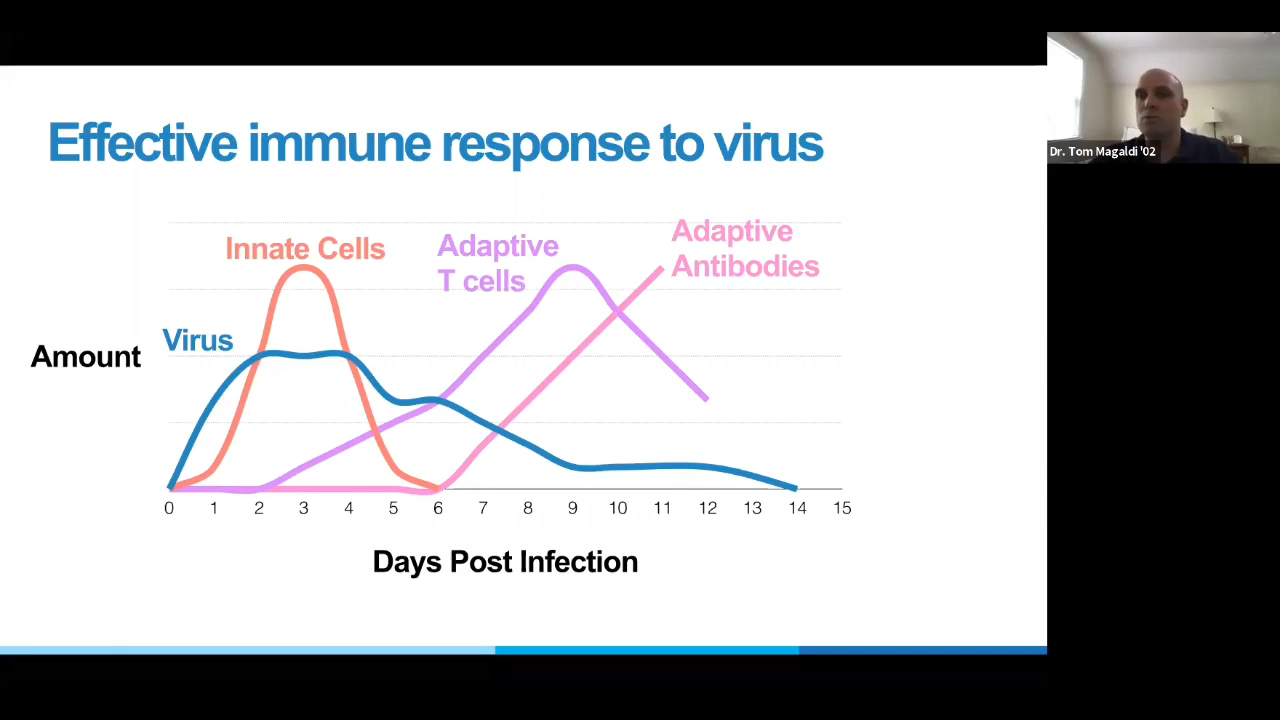 Effective immune response to virus
Dr. Tom Magaldi '02
Innate Cells
Adaptive
T cells
Adaptive
Antibodies
Virus
Amount
0 1 2 3 4 5 6 7 8 9 10 11 12 13 14 15
Days Post Infection